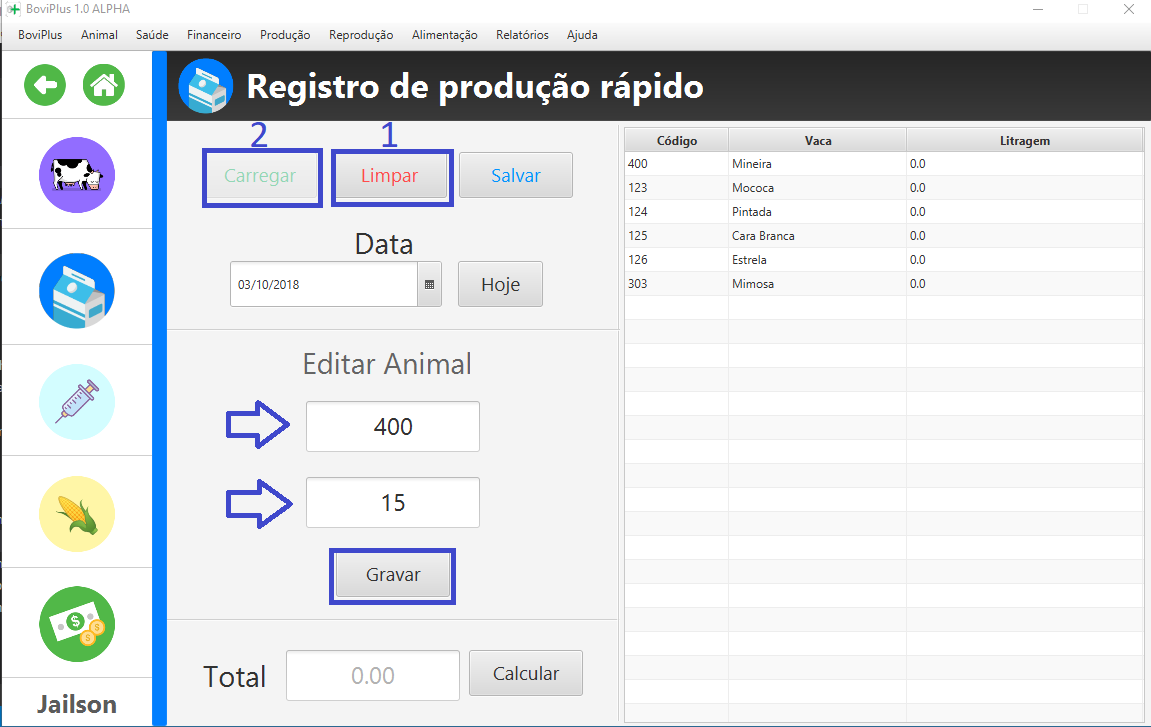 BoviPlus 1.0 ALPHA
BoviPlus Animal Saúde Financeiro Produção Reprodução Alimentação Relatórios Ajuda
Registro de produção rápido
2 1
Carregar Limpar Salvar
Data
03/10/2018 Hoje
Editar Animal
400
15
Gravar
Total 0.00 Calcular
Jailson
Código Vaca Litragem
400 Mineira 0.0
123 Mococa 0.0
124 Pintada 0.0
125 Cara Branca 0.0
126 Estrela 0.0
303 Mimosa 0.0